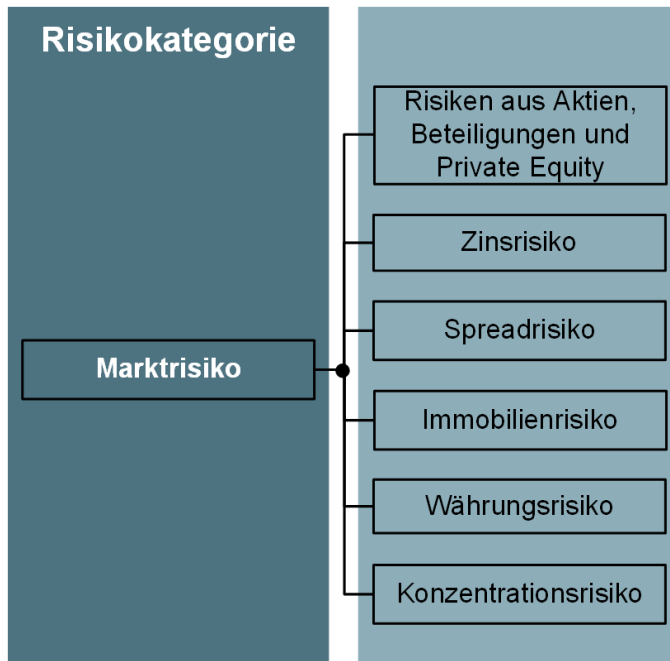 Risikokategorie
Risiken aus Aktien,
Beteiligungen und
Private Equity
Zinsrisiko
Spreadrisiko
Marktrisiko
Immobilienrisiko
Währungsrisiko
Konzentrationsrisiko